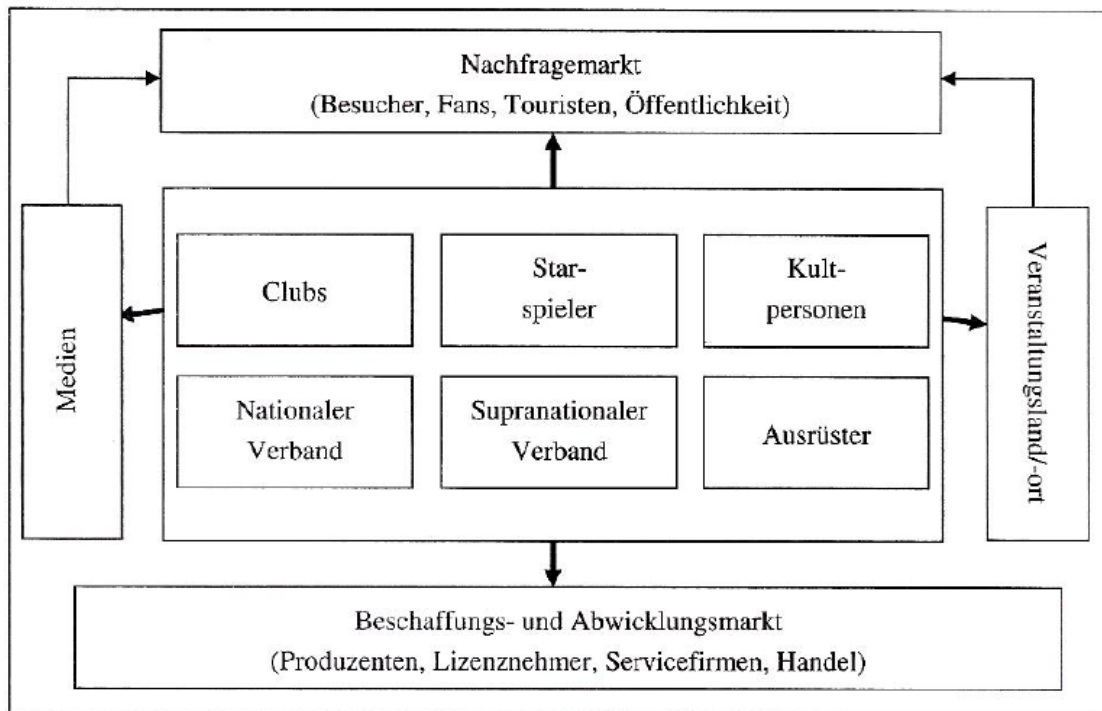 Nachfragemarkt
(Besucher, Fans, Touristen, Öffentlichkeit)
Medien
Clubs
Star-
spieler
Kult-
personen
Nationaler
Verband
Supranationaler
Verband
Ausrüster
Veranstaltungsland/-ort
Beschaffungs- und Abwicklungsmarkt
(Produzenten, Lizenznehmer, Servicefirmen, Handel)